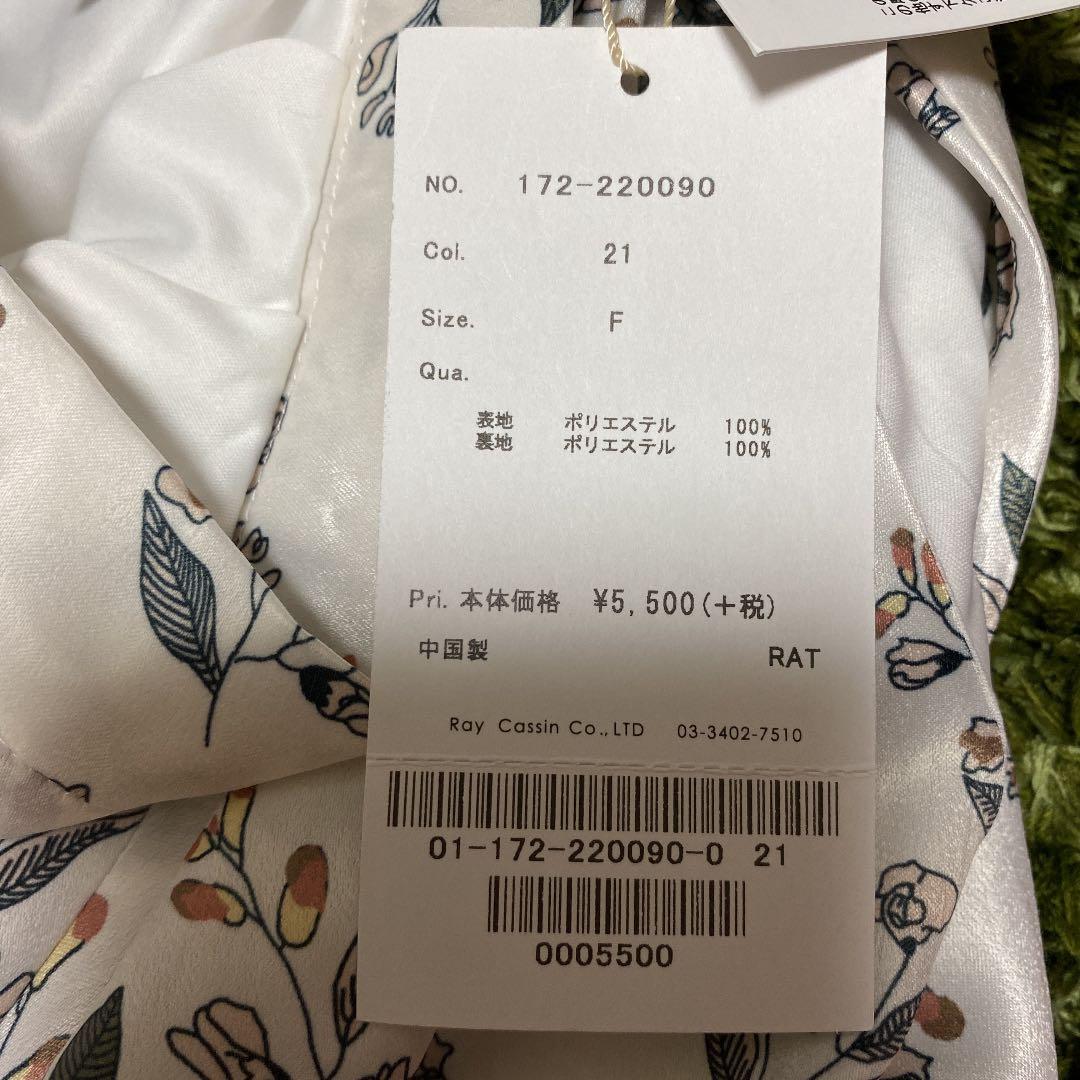 NO. 172-220090
Col. 21
Size. F
Qua.
表地 ポリエステル 100%
裏地 ポリエステル 100%
Pri. 本体価格 ¥5,500(+税)
中国製 RAT
Ray Cassin Co.,LTD 03-3402-7510
01-172-220090-0 21
0005500